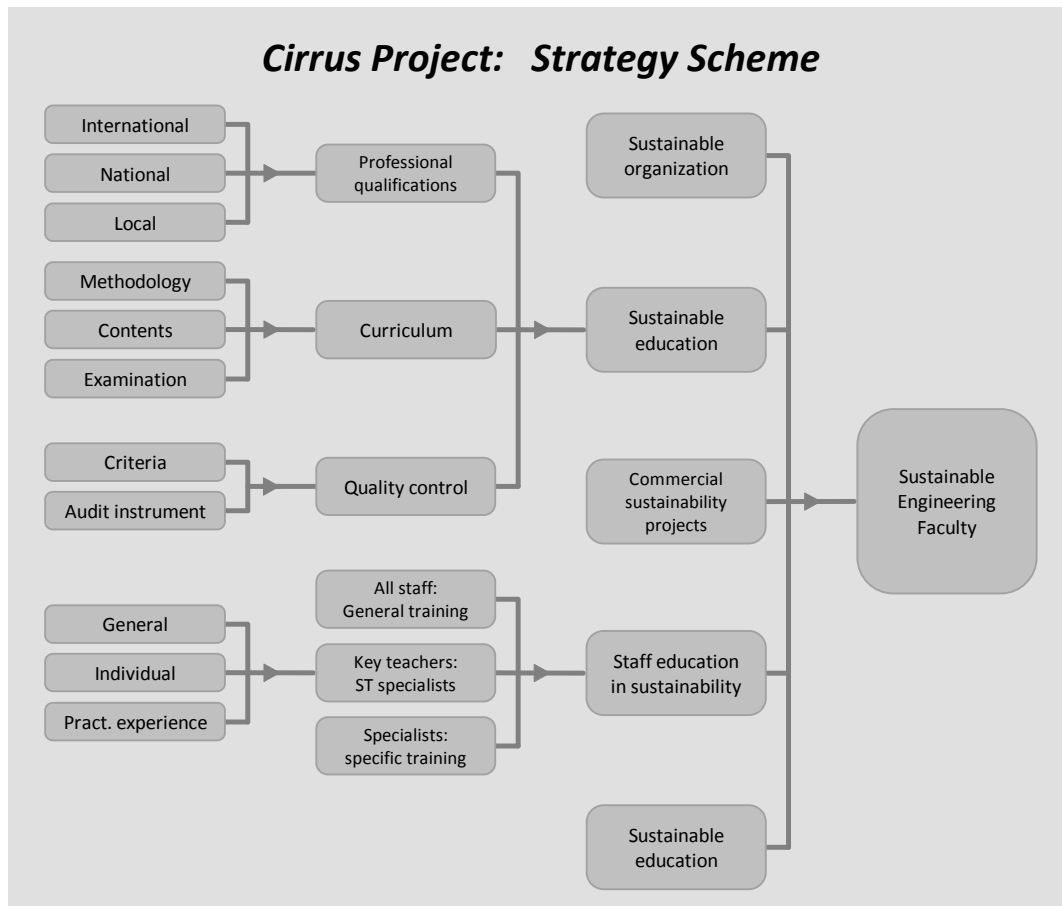 Cirrus Project: Strategy Scheme
International
National
Local
Professional
qualifications
Methodology
Contents
Examination
Curriculum
Criteria
Audit instrument
Quality control
General
Individual
Pract. experience
All staff:
General training
Key teachers:
ST specialists
Specialists:
specific training
Sustainable
organization
Sustainable
education
Commercial
sustainability
projects
Staff education
in sustainability
Sustainable
education
Sustainable
Engineering
Faculty